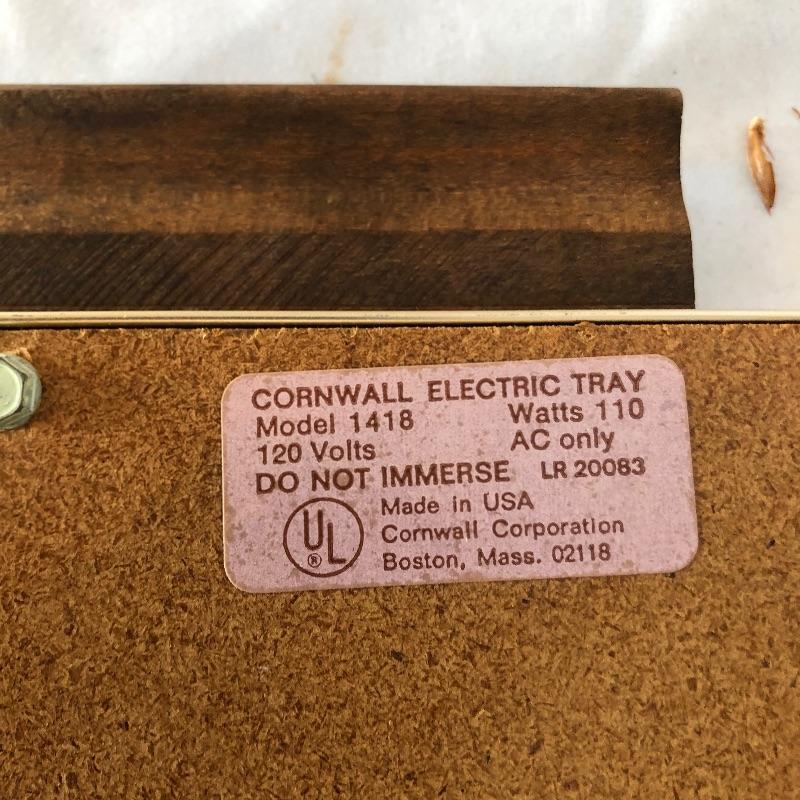 CORNWALL ELECTRIC TRAY
Model 1418 Watts 110
120 Volts AC only
DO NOT IMMERSE LR 20083
UL ®
Made in USA
Cornwall Corporation
Boston, Mass. 02118